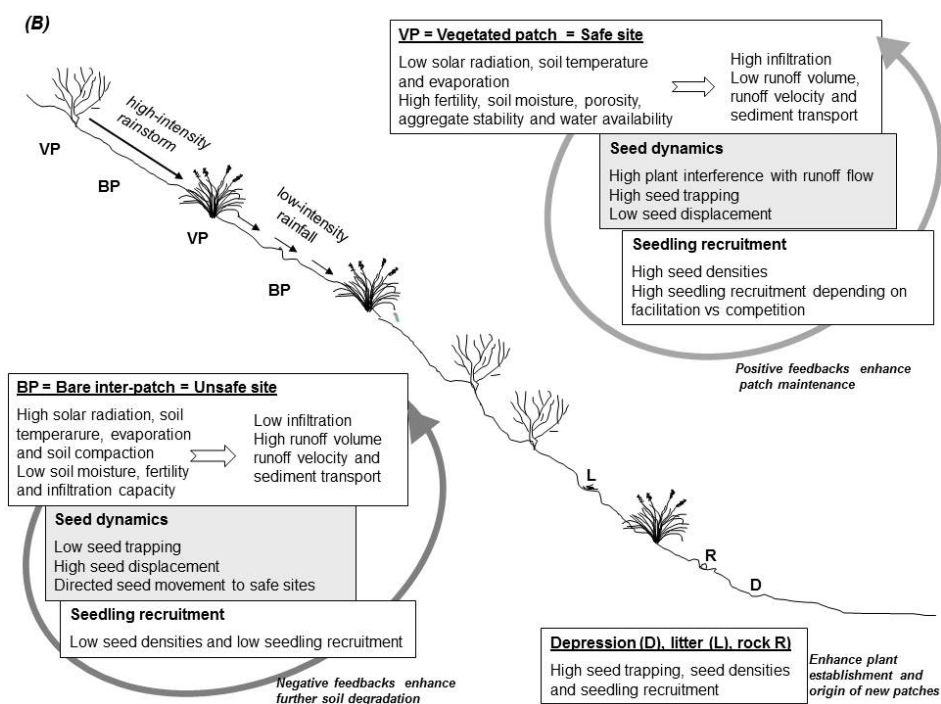 (B)
VP = Vegetated patch = Safe site
Low solar radiation, soil temperature
and evaporation
High fertility, soil moisture, porosity,
aggregate stability and water availability
High infiltration
Low runoff volume,
runoff velocity and
sediment transport
Seed dynamics
High plant interference with runoff flow
High seed trapping
Low seed displacement
Seedling recruitment
High seed densities
High seedling recruitment depending on
facilitation vs competition
Positive feedbacks enhance
patch maintenance
high-intensity
rainstorm
VP
BP
VP
low-intensity
rainfall
BP
BP = Bare inter-patch = Unsafe site
High solar radiation, soil
temperarure, evaporation
and soil compaction
Low soil moisture, fertility
and infiltration capacity
Low infiltration
High runoff volume
runoff velocity and
sediment transport
Seed dynamics
Low seed trapping
High seed displacement
Directed seed movement to safe sites
Seedling recruitment
Low seed densities and low seedling recruitment
Negative feedbacks enhance
further soil degradation
L
R
D
Depression (D), litter (L), rock R)
High seed trapping, seed densities
and seedling recruitment
Enhance plant
establishment and
origin of new patches